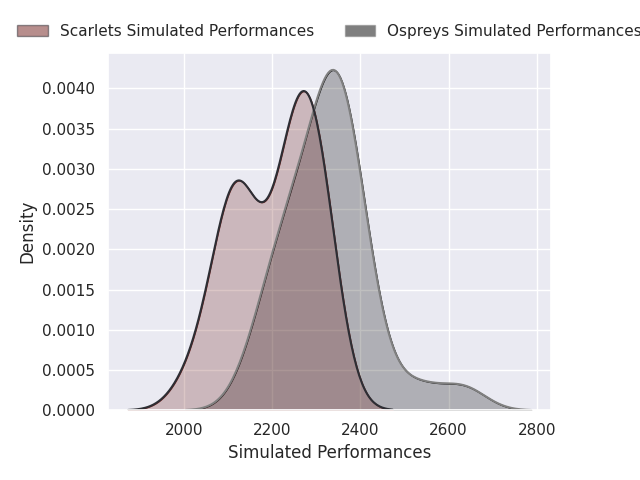 Scarlets Simulated Performances Ospreys Simulated Performances
0.0040
0.0035
0.0030
0.0025
0.0020
0.0015
0.0010
0.0005
0.0000
Density
2000 2200 2400 2600 2800
Simulated Performances